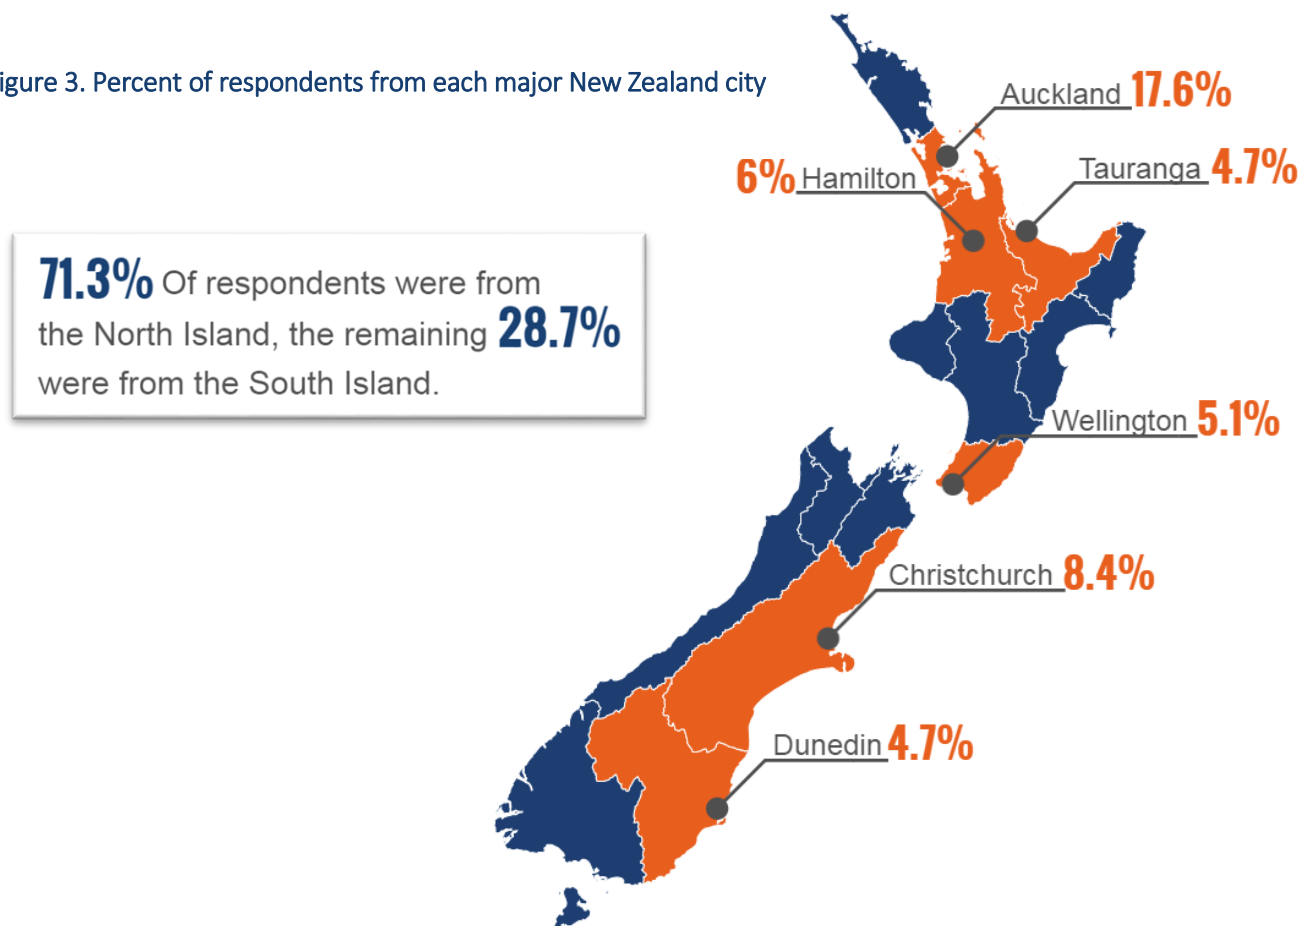 igure 3. Percent of respondents from each major New Zealand city
Auckland 17.6%
6% Hamilton
Tauranga 4.7%
71.3% Of respondents were from
the North Island, the remaining 28.7%
were from the South Island.
Wellington 5.1%
Christchurch 8.4%
Dunedin 4.7%